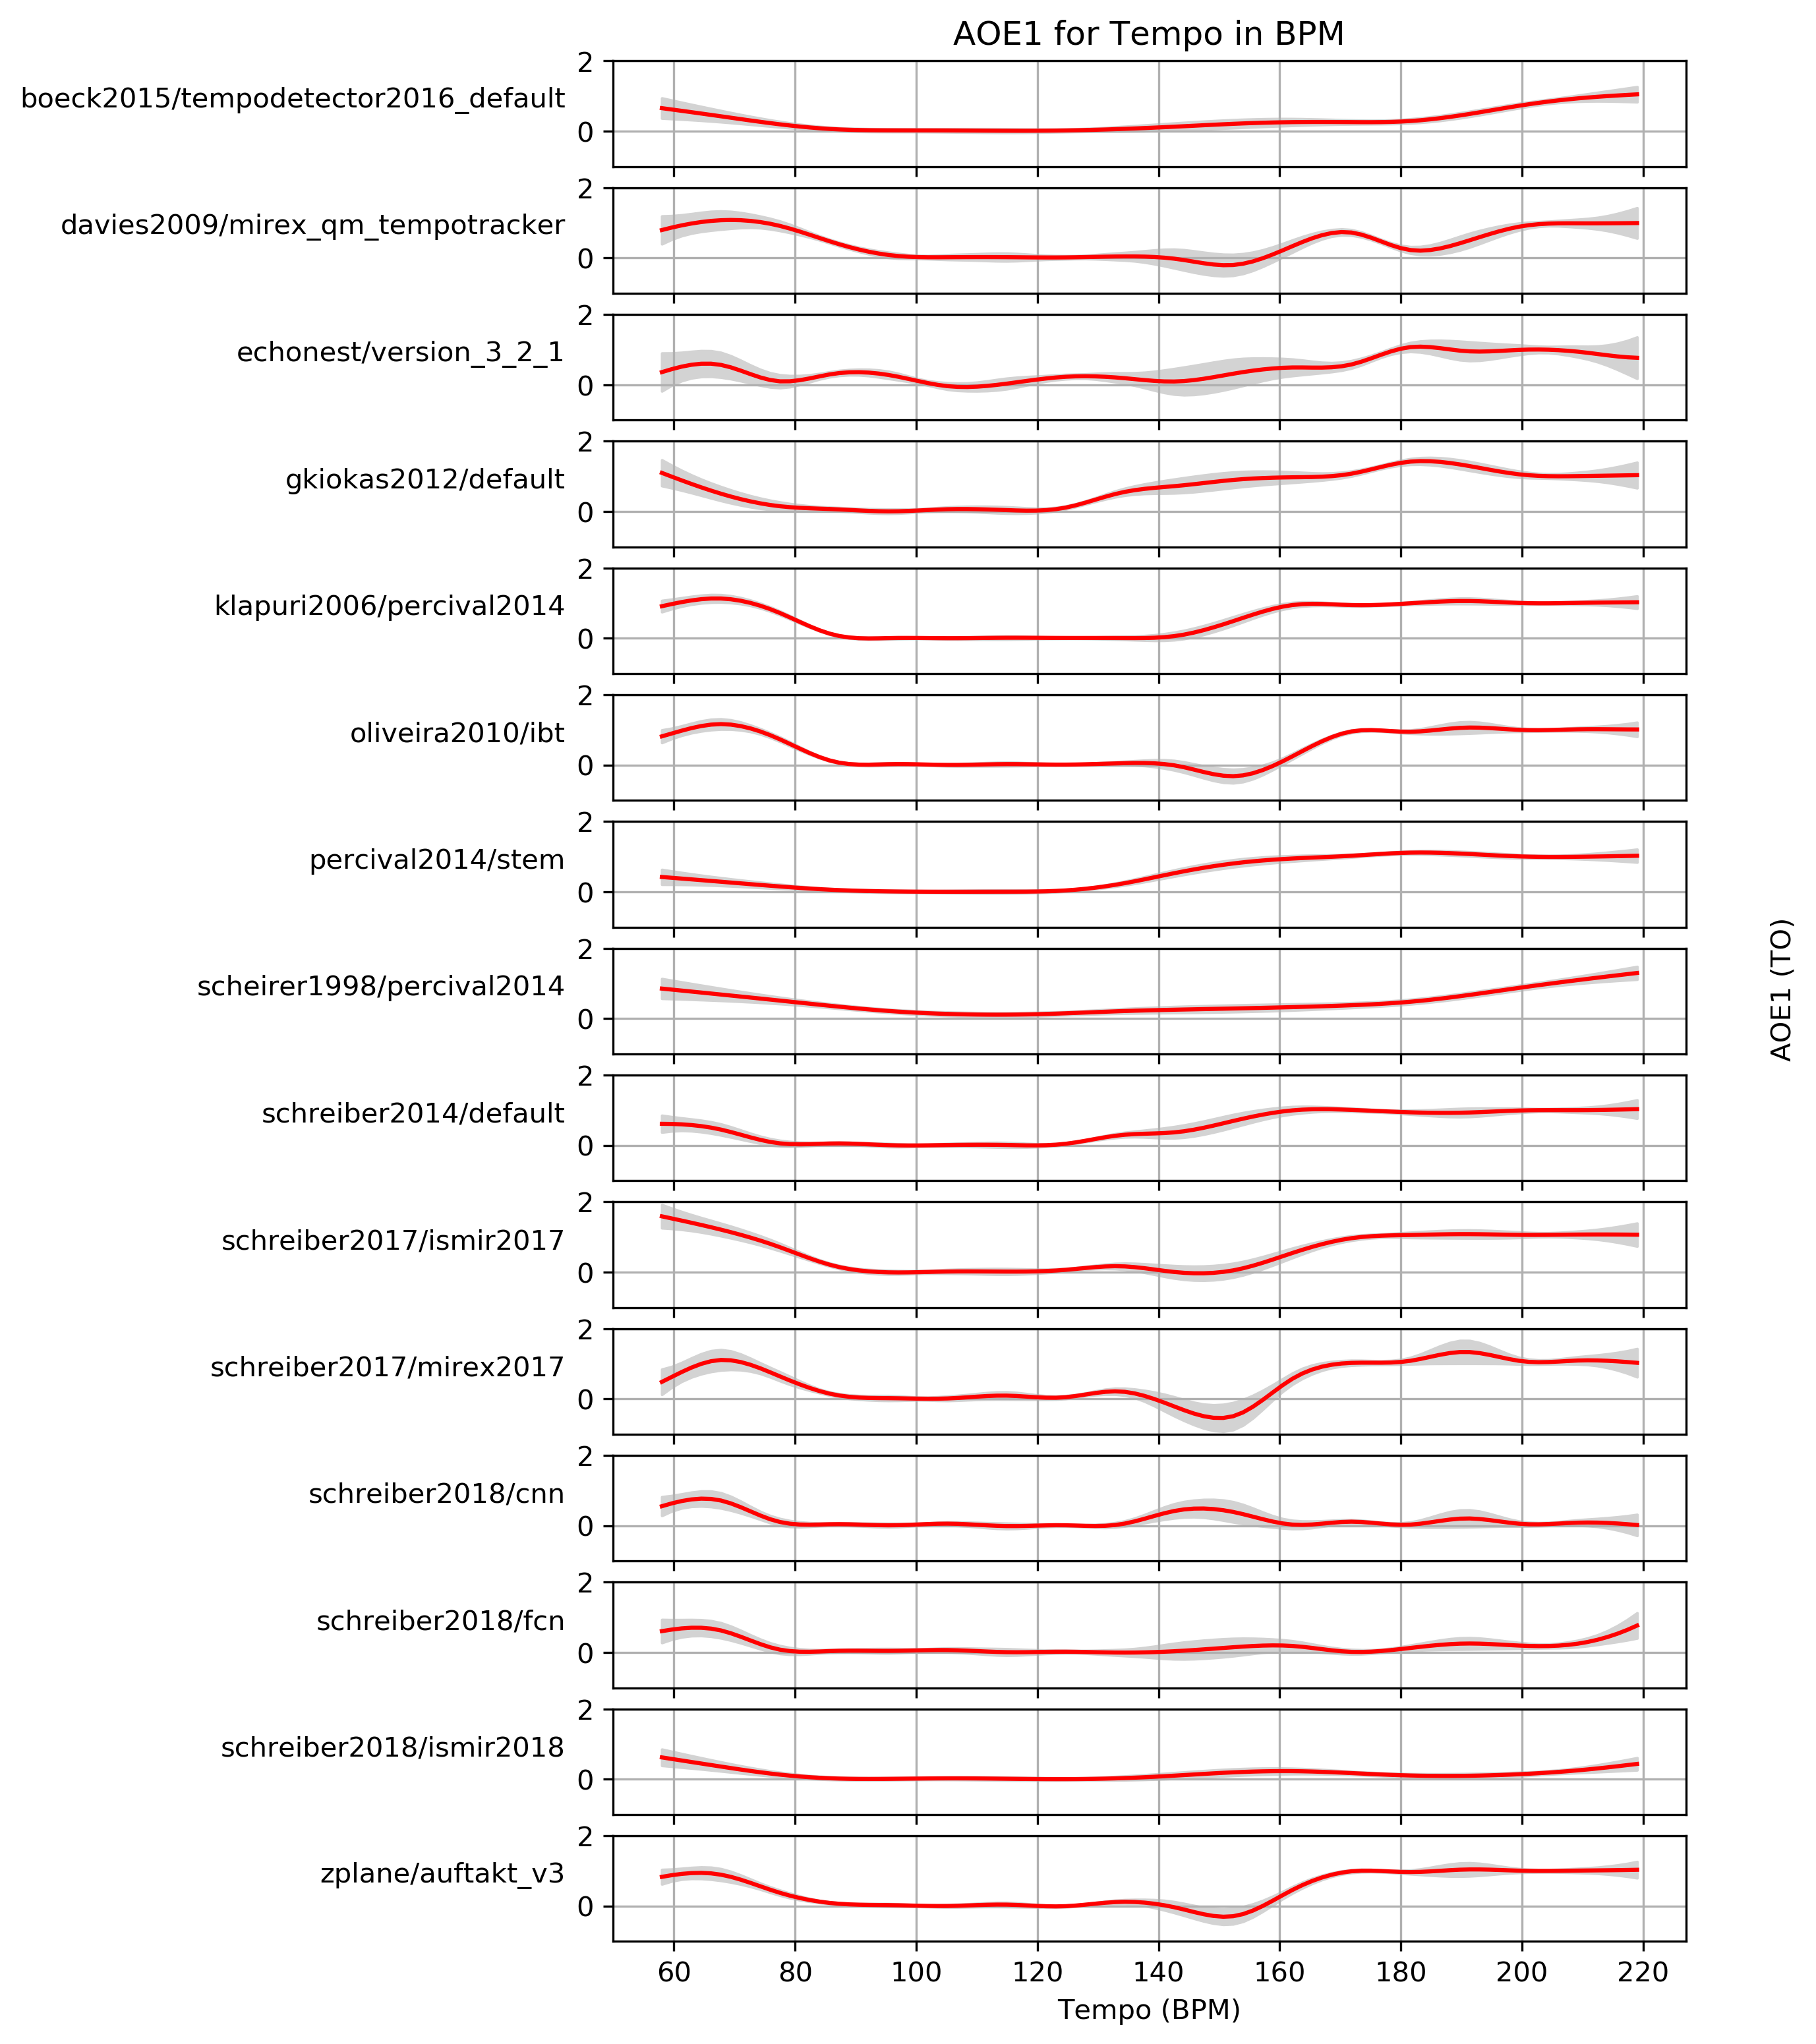 AOE1 for Tempo in BPM
boeck2015/tempodetector2016_default
2
0
davies2009/mirex_qm_tempotracker
2
0
echonest/version_3_2_1
2
0
gkiokas2012/default
2
0
klapuri2006/percival2014
2
0
oliveira2010/ibt
2
0
percival2014/stem
2
0
scheirer1998/percival2014
2
0
schreiber2014/default
2
0
schreiber2017/ismir2017
2
0
schreiber2017/mirex2017
2
0
schreiber2018/cnn
2
0
schreiber2018/fcn
2
0
schreiber2018/ismir2018
2
0
zplane/auftakt_v3
2
0
60 80 100 120 140 160 180 200 220
Tempo (BPM)
AOE1 (TO)